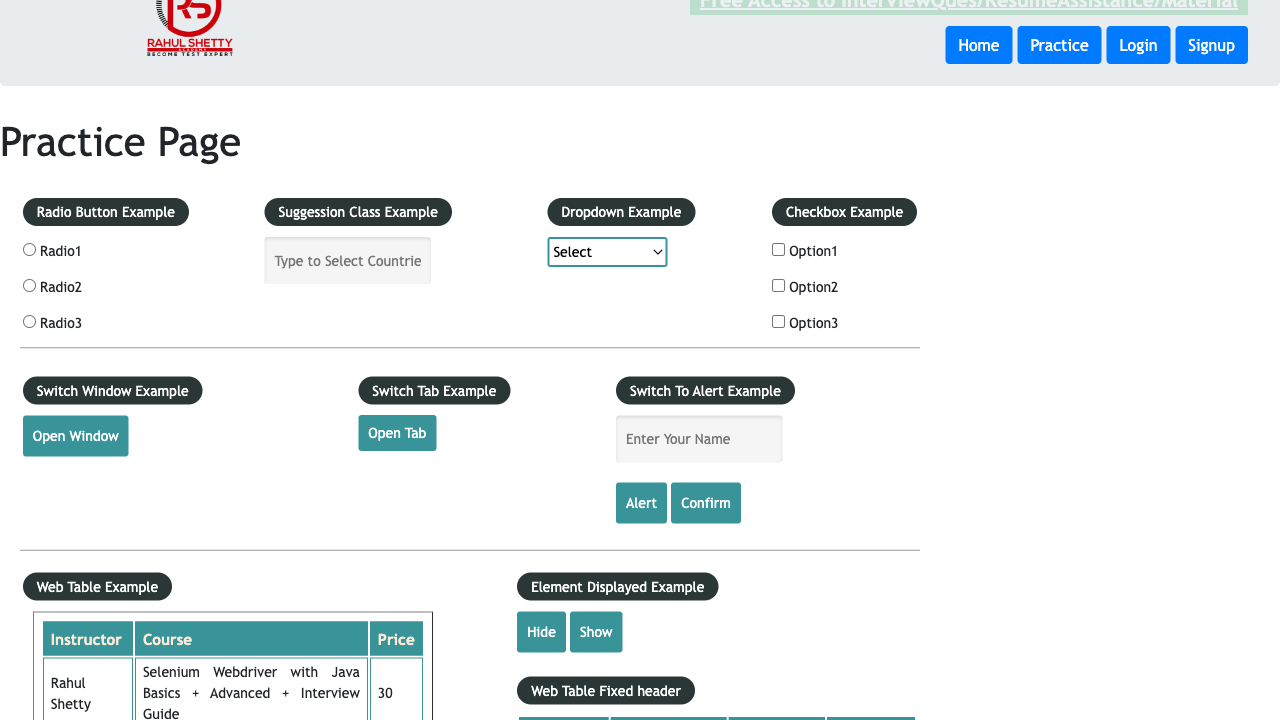 Free Access to InterViewQues/ResumeAssistance/Material
RS
RAHUL SHETTY
ACADEMY
BECOME TEST EXPERT
Home Practice Login Signup
Practice Page
Radio Button Example Suggession Class Example Dropdown Example Checkbox Example
Radio1 Type to Select Countrie Select Option1
Radio2 Option2
Radio3 Option3
Switch Window Example Switch Tab Example Switch To Alert Example
Open Window Open Tab Enter Your Name
Alert Confirm
Web Table Example Element Displayed Example
Instructor Course Price Hide Show
Rahul Shetty Selenium Webdriver with Java 30
Basics + Advanced + Interview
Guide
Web Table Fixed header